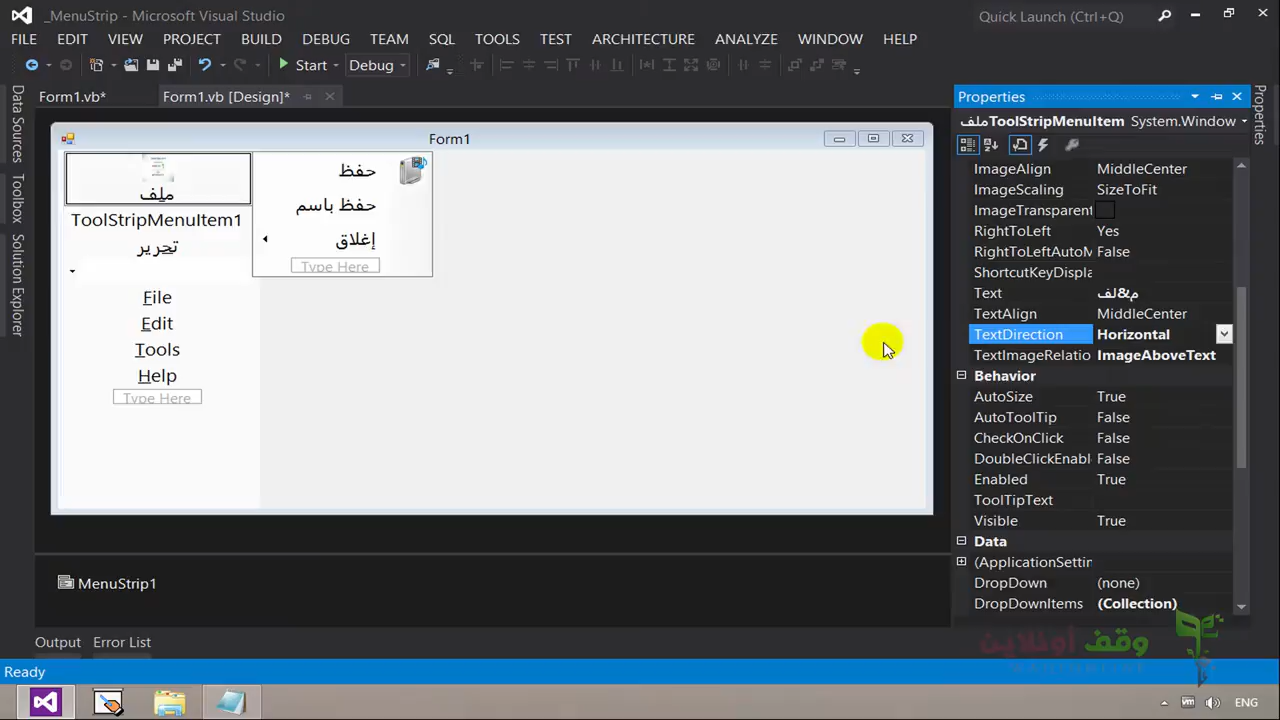 _MenuStrip - Microsoft Visual Studio
Quick Launch (Ctrl+Q)
FILE EDIT VIEW PROJECT BUILD DEBUG TEAM SQL TOOLS TEST ARCHITECTURE ANALYZE WINDOW HELP
Start Debug
Form1.vb* Form1.vb [Design]*
Data Sources
Toolbox
Solution Explorer
Form1
ملف
ToolStripMenuItem1
تحرير
File
Edit
Tools
Help
Type Here
حفظ
حفظ باسم
إغلاق
Type Here
MenuStrip1
Output Error List
Ready
Properties
Properties
ملفToolStripMenuItem System.Window
ImageAlign MiddleCenter
ImageScaling SizeToFit
ImageTransparent
RightToLeft Yes
RightToLeftAutoM False
ShortcutKeyDispla
Text م&لف
TextAlign MiddleCenter
TextDirection Horizontal
TextImageRelatio ImageAboveText
Behavior
AutoSize True
AutoToolTip False
CheckOnClick False
DoubleClickEnabl False
Enabled True
ToolTipText
Visible True
Data
(ApplicationSettin
DropDown (none)
DropDownItems (Collection)
وقف أونلاين
ENG